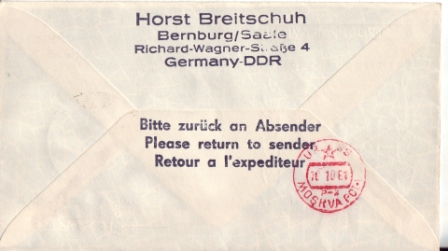 Horst Breitschuh
Bernburg/Saale
Richard-Wagner-Straße 4
Germany-DDR
Bitte zurück an Absender
Please return to sender
Retour a l'expediteur
MOSKVA